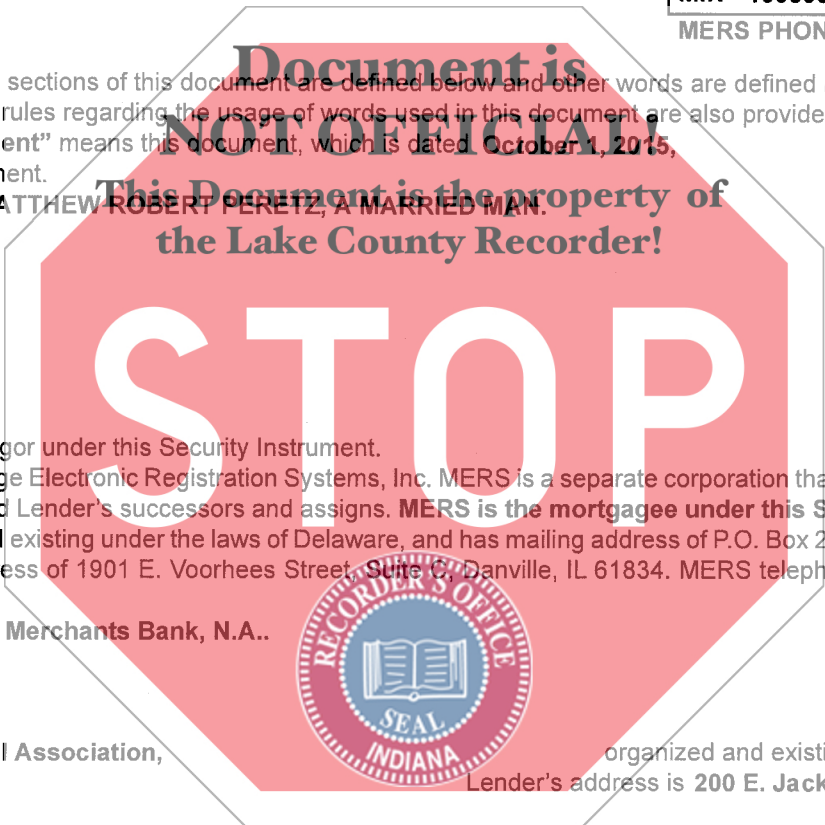 MERS PHON
Document is
sections of this document are defined below and other words are defined
rules regarding the usage of words used in this document are also provide
NOT OFFICIAL!
ent” means this document, which is dated October 1, 2015,
ent.
This Document is the property of
ATTHEW ROBERT PERETZ, A MARRIED MAN.
the Lake County Recorder!
STOP
gor under this Security Instrument.
ge Electronic Registration Systems, Inc. MERS is a separate corporation tha
d Lender's successors and assigns. MERS is the mortgagee under this S
existing under the laws of Delaware, and has mailing address of P.O. Box 2
ess of 1901 E. Voorhees Street, Suite C, Danville, IL 61834. MERS teleph
Merchants Bank, N.A..
RECORDER'S OFFICE
SEAL
INDIANA
l Association,
organized and existi
Lender's address is 200 E. Jack